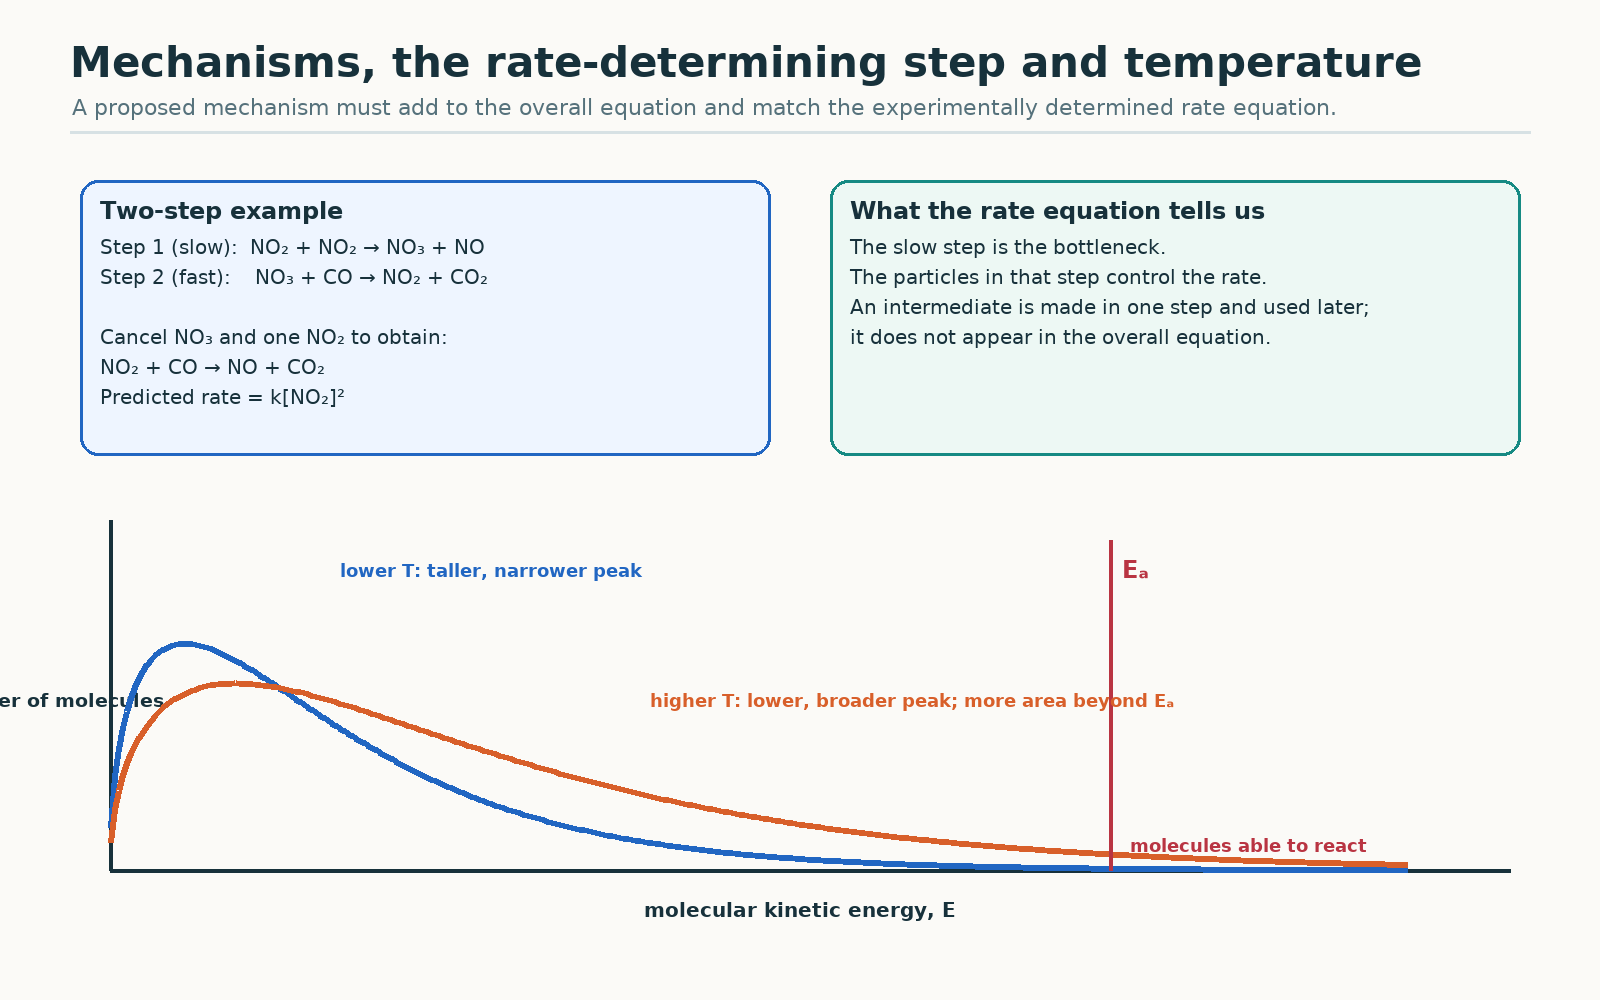 Mechanisms, the rate-determining step and temperature
A proposed mechanism must add to the overall equation and match the experimentally determined rate equation.
Two-step example
Step 1 (slow): NO₂ + NO₂ → NO₃ + NO
Step 2 (fast): NO₃ + CO → NO₂ + CO₂
Cancel NO₃ and one NO₂ to obtain:
NO₂ + CO → NO + CO₂
Predicted rate = k[NO₂]²
What the rate equation tells us
The slow step is the bottleneck.
The particles in that step control the rate.
An intermediate is made in one step and used later;
it does not appear in the overall equation.
lower T: taller, narrower peak
Eₐ
of molecules
higher T: lower, broader peak; more area beyond Eₐ
molecules able to react
molecular kinetic energy, E